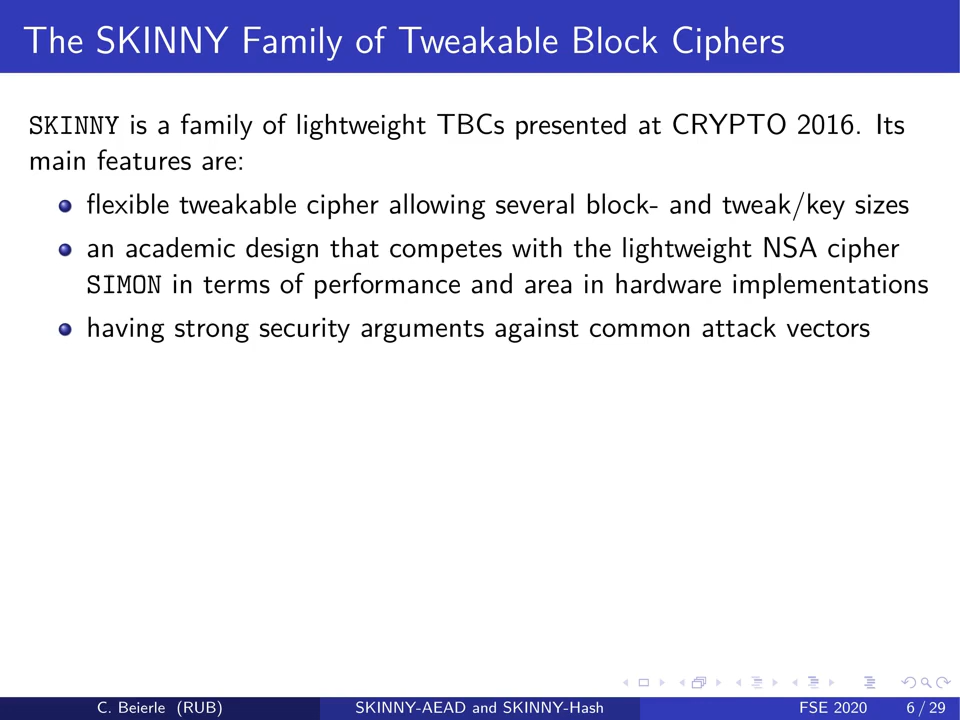 The SKINNY Family of Tweakable Block Ciphers
SKINNY is a family of lightweight TBCs presented at CRYPTO 2016. Its
main features are:
flexible tweakable cipher allowing several block- and tweak/key sizes
an academic design that competes with the lightweight NSA cipher
SIMON in terms of performance and area in hardware implementations
having strong security arguments against common attack vectors
C. Beierle (RUB) SKINNY-AEAD and SKINNY-Hash FSE 2020 6 / 29